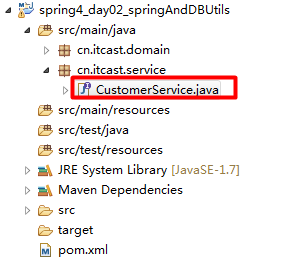 spring4_day02_springAndDBUtils
src/main/java
cn.itcast.domain
cn.itcast.service
CustomerService.java
src/main/resources
src/test/java
src/test/resources
JRE System Library [JavaSE-1.7]
Maven Dependencies
src
target
pom.xml